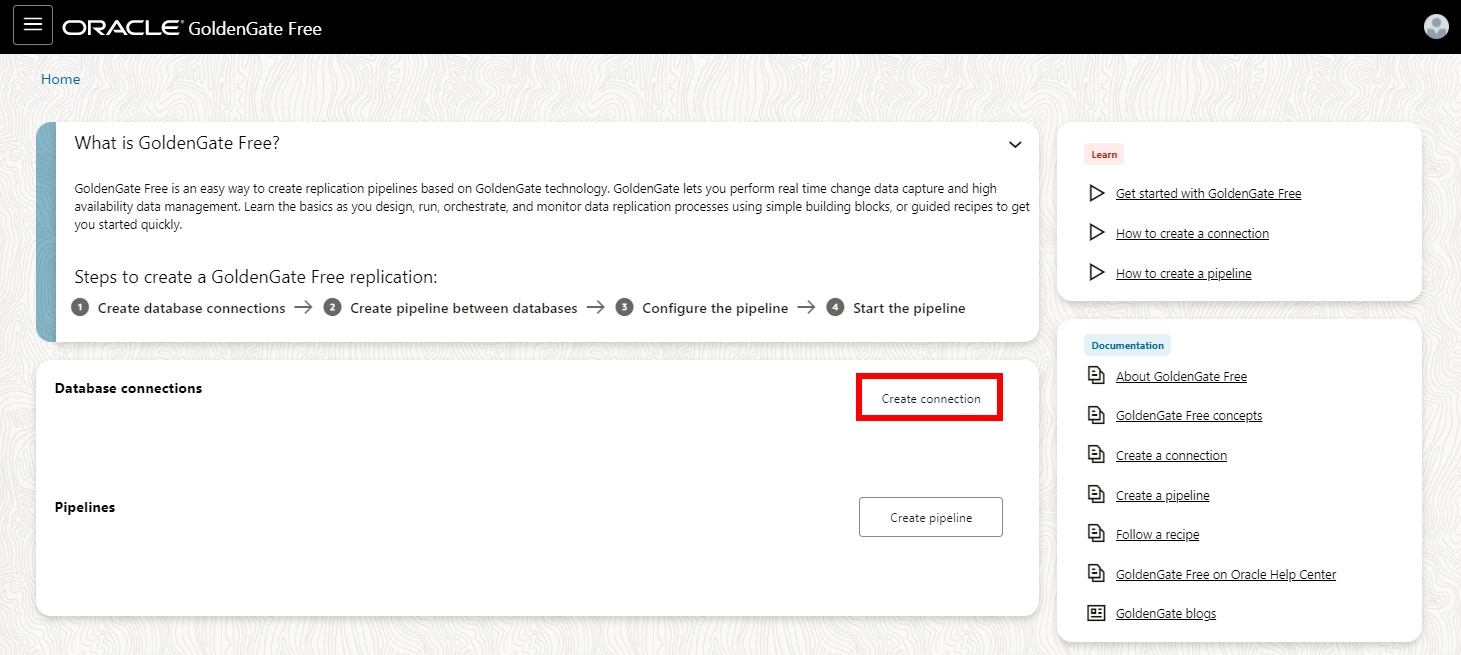 ORACLE GoldenGate Free
Home
What is GoldenGate Free?
GoldenGate Free is an easy way to create replication pipelines based on GoldenGate technology. GoldenGate lets you perform real time change data capture and high
availability data management. Learn the basics as you design, run, orchestrate, and monitor data replication processes using simple building blocks, or guided recipes to get
you started quickly.
Steps to create a GoldenGate Free replication:
1 Create database connections → 2 Create pipeline between databases → 3 Configure the pipeline → 4 Start the pipeline
Database connections
Create connection
Pipelines
Create pipeline
Learn
Get started with GoldenGate Free
How to create a connection
How to create a pipeline
Documentation
About GoldenGate Free
GoldenGate Free concepts
Create a connection
Create a pipeline
Follow a recipe
GoldenGate Free on Oracle Help Center
GoldenGate blogs